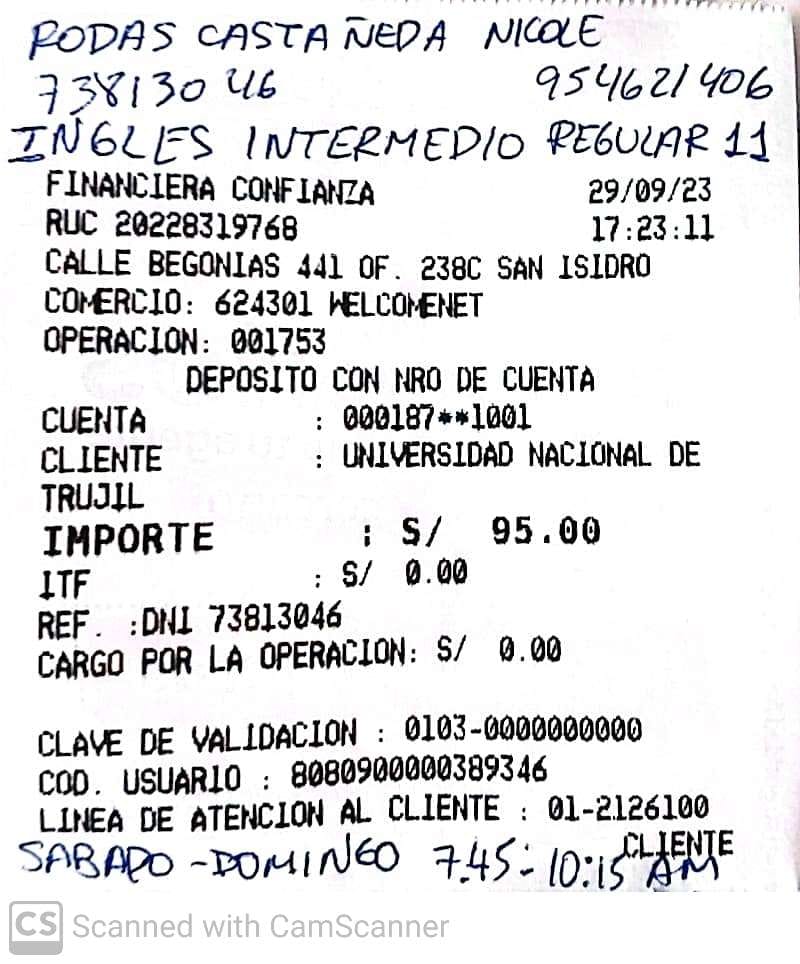 RODAS CASTAÑEDA NICOLE
73813046 954621406
INGLES INTERMEDIO REGULAR 11
FINANCIERA CONFIANZA 29/09/23
RUC 20228319768 17:23:11
CALLE BEGONIAS 441 OF. 238C SAN ISIDRO
COMERCIO: 624301 WELCOMENET
OPERACION: 001753
DEPOSITO CON NRO DE CUENTA
CUENTA : 000187**1001
CLIENTE : UNIVERSIDAD NACIONAL DE
TRUJIL
IMPORTE : S/ 95.00
ITF : S/ 0.00
REF. :DNI 73813046
CARGO POR LA OPERACION: S/ 0.00
CLAVE DE VALIDACION : 0103-0000000000
COD. USUARIO : 8080900000389346
LINEA DE ATENCION AL CLIENTE : 01-2126100
CLIENTE
SABADO - DOMINGO 7.45 - 10:15 AM
CS Scanned with CamScanner